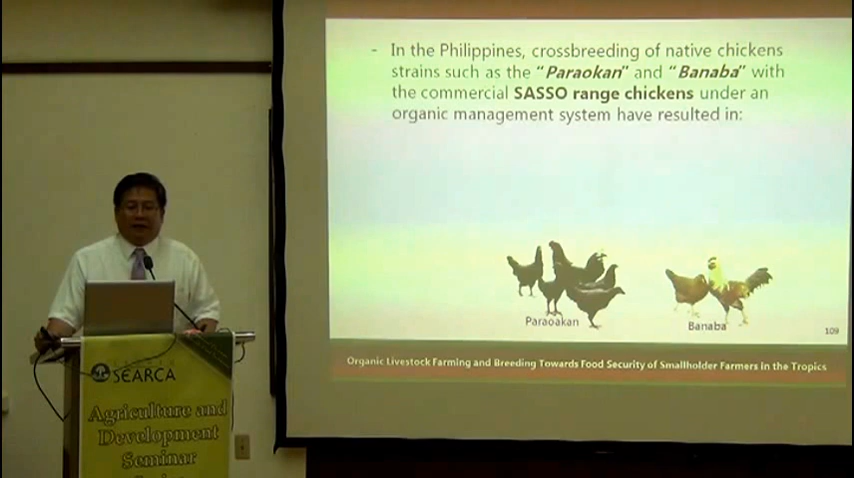 - In the Philippines, crossbreeding of native chickens
strains such as the "Paraokan" and "Banaba" with
the commercial SASSO range chickens under an
organic management system have resulted in:
Paraoakan
Banaba
109
Organic Livestock Farming and Breeding Towards Food Security of Smallholder Farmers in the Tropics
SEARCA
Agriculture and
Development
Seminar